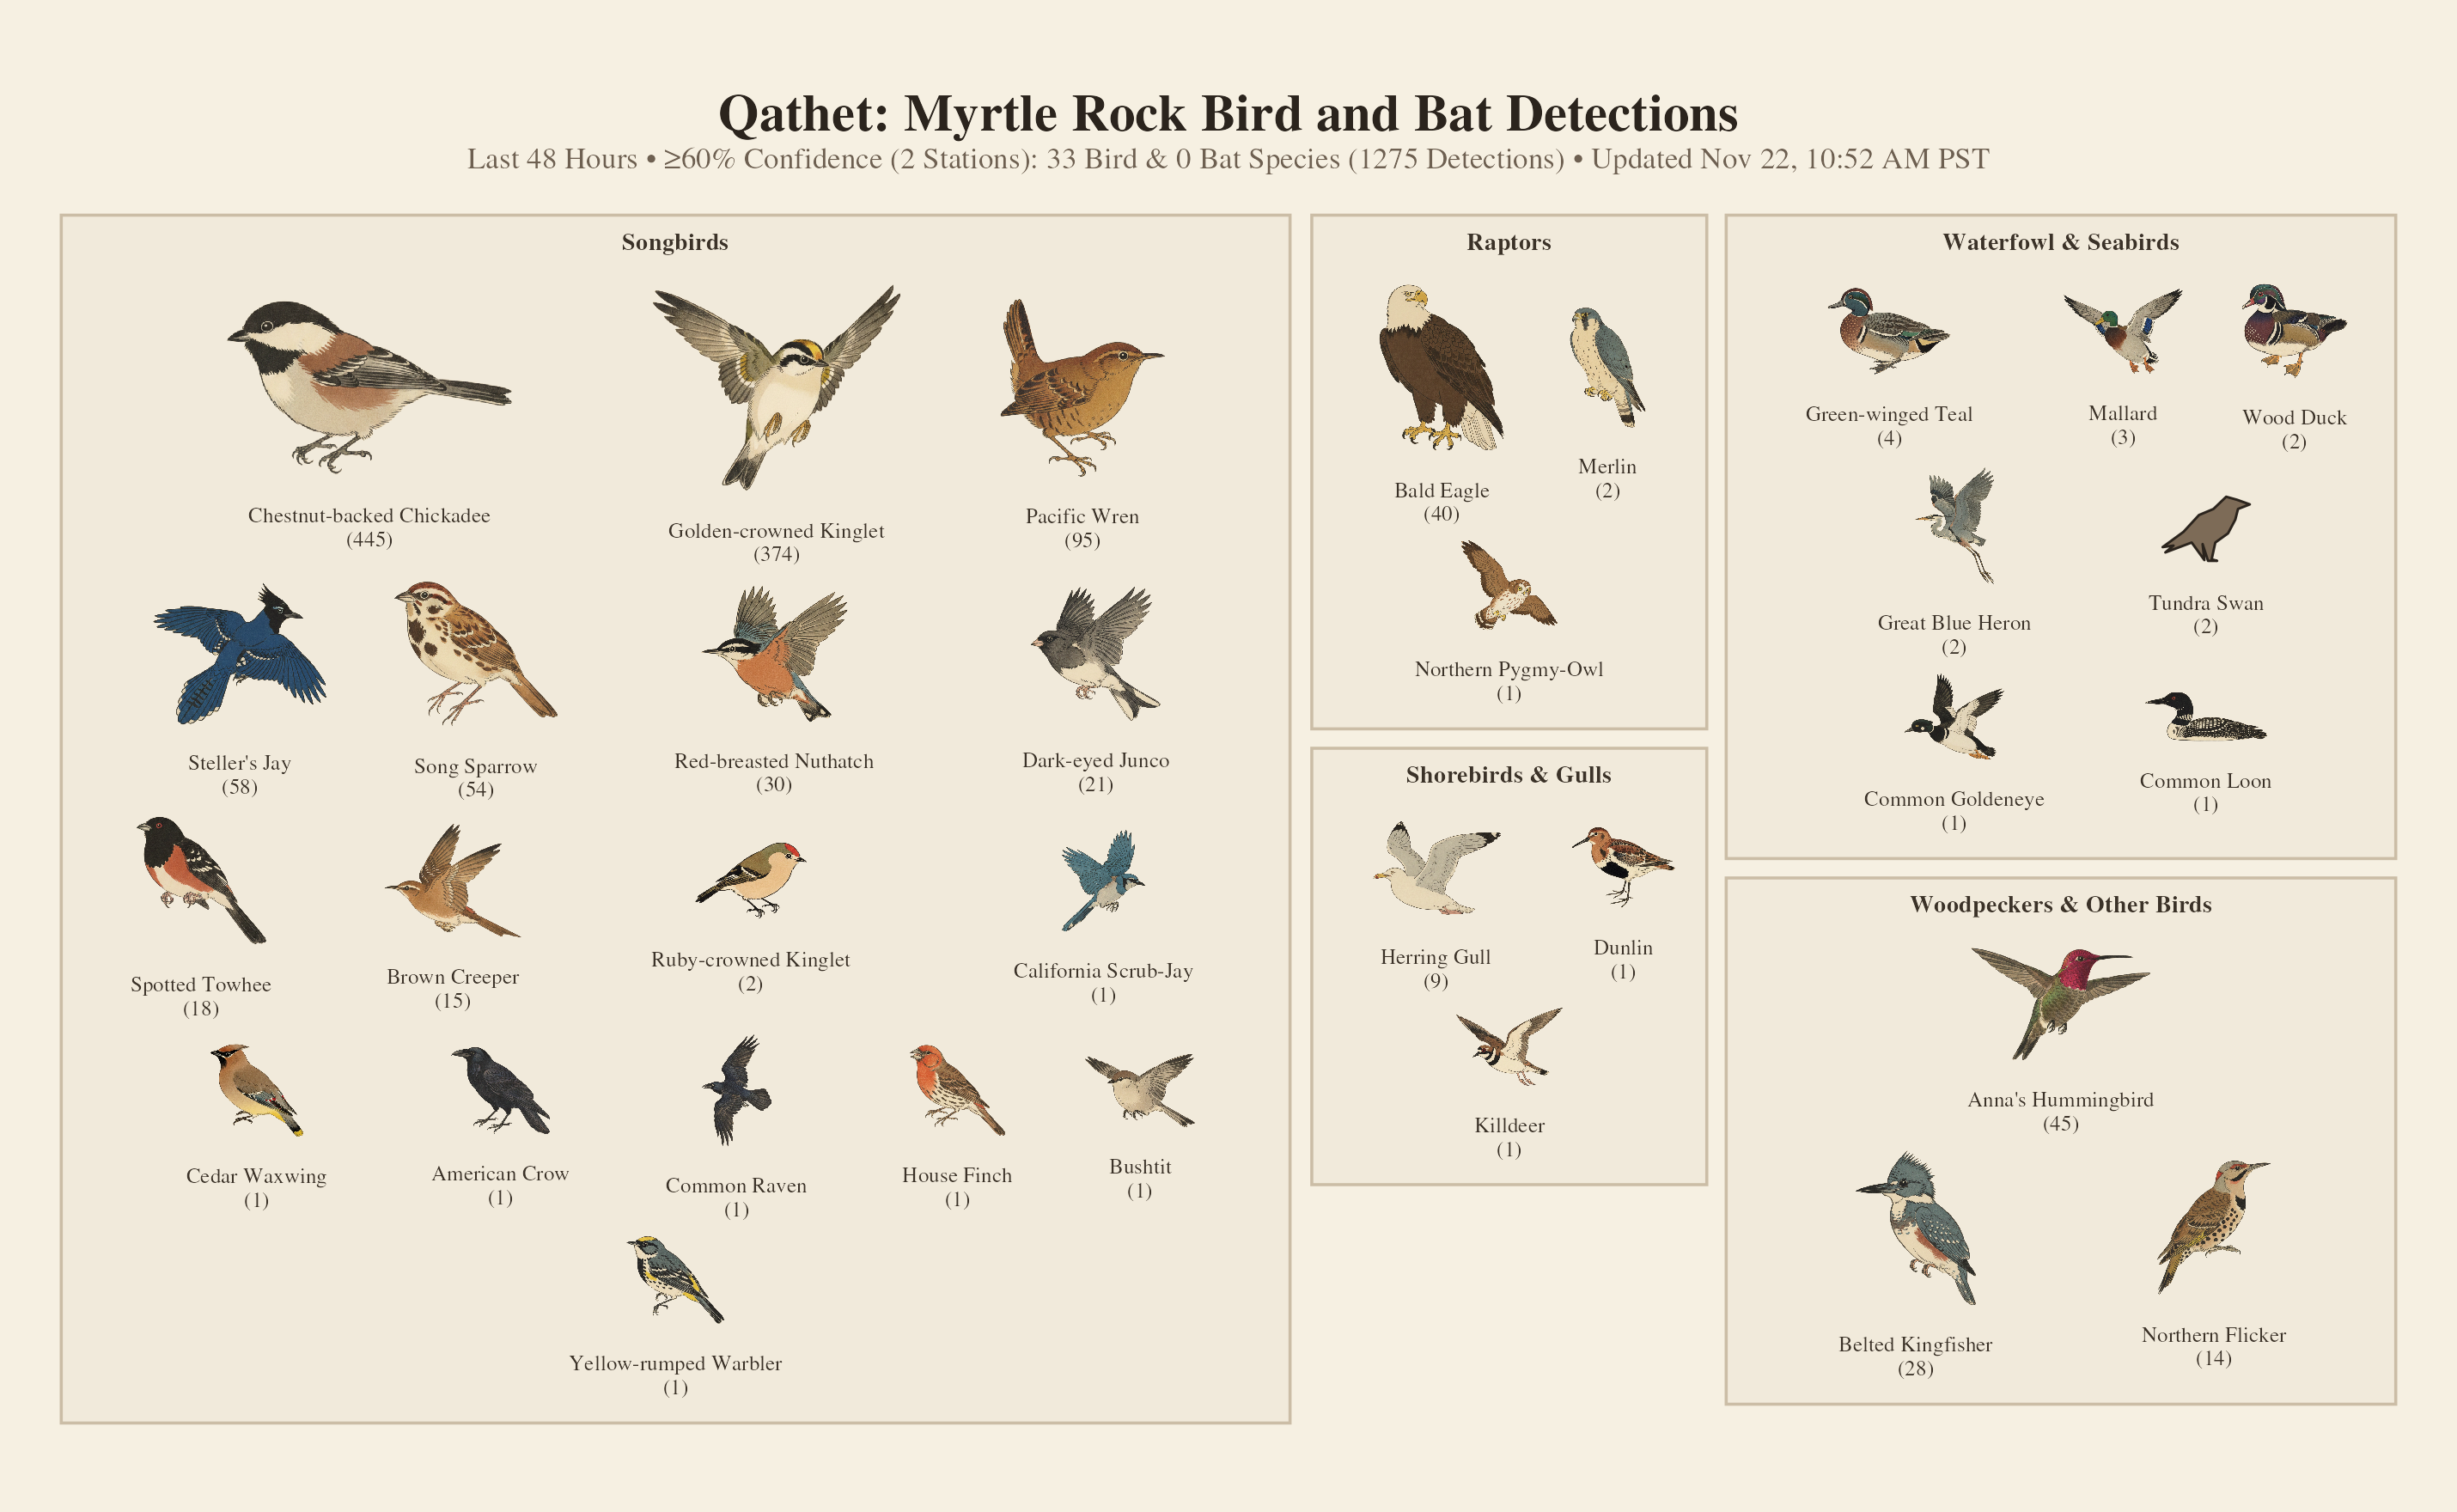 Qathet: Myrtle Rock Bird and Bat Detections
Last 48 Hours • ≥60% Confidence (2 Stations): 33 Bird & 0 Bat Species (1275 Detections) • Updated Nov 22, 10:52 AM PST
Songbirds
Chestnut-backed Chickadee
(445)
Golden-crowned Kinglet
(374)
Pacific Wren
(95)
Steller's Jay
(58)
Song Sparrow
(54)
Red-breasted Nuthatch
(30)
Dark-eyed Junco
(21)
Spotted Towhee
(18)
Brown Creeper
(15)
Ruby-crowned Kinglet
(2)
California Scrub-Jay
(1)
Cedar Waxwing
(1)
American Crow
(1)
Common Raven
(1)
House Finch
(1)
Bushtit
(1)
Yellow-rumped Warbler
(1)
Raptors
Bald Eagle
(40)
Merlin
(2)
Northern Pygmy-Owl
(1)
Shorebirds & Gulls
Herring Gull
(9)
Dunlin
(1)
Killdeer
(1)
Waterfowl & Seabirds
Green-winged Teal
(4)
Mallard
(3)
Wood Duck
(2)
Great Blue Heron
(2)
Tundra Swan
(2)
Common Goldeneye
(1)
Common Loon
(1)
Woodpeckers & Other Birds
Anna's Hummingbird
(45)
Belted Kingfisher
(28)
Northern Flicker
(14)